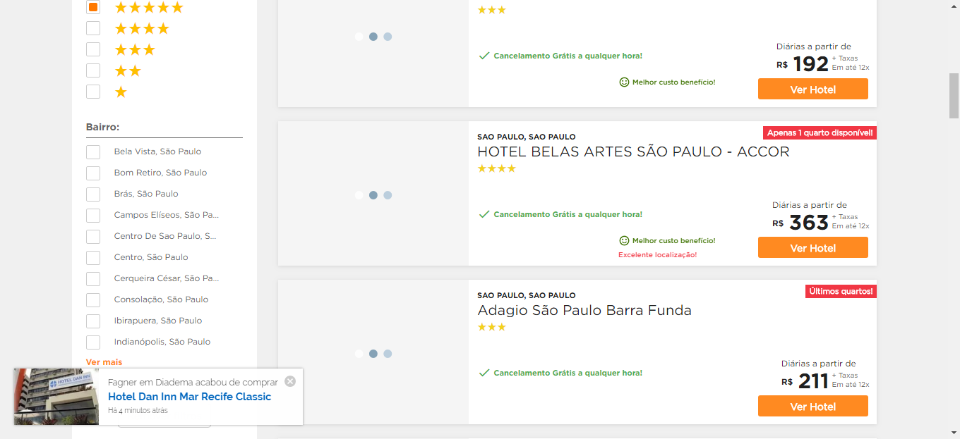 Bairro:
Bela Vista, São Paulo
Bom Retiro, São Paulo
Brás, São Paulo
Campos Elíseos, São Pa...
Centro De Sao Paulo, S...
Centro, São Paulo
Cerqueira César, São Pa...
Consolação, São Paulo
Ibirapuera, São Paulo
Indianópolis, São Paulo
Ver mais
HOTEL DAN INN
Fagner em Diadema acabou de comprar
Hotel Dan Inn Mar Recife Classic
Há 4 minutos atrás
Cancelamento Grátis a qualquer hora!
Melhor custo benefício!
Diárias a partir de
R$ 192 + Taxas
Em até 12x
Ver Hotel
Apenas 1 quarto disponível!
SAO PAULO, SAO PAULO
HOTEL BELAS ARTES SÃO PAULO - ACCOR
Cancelamento Grátis a qualquer hora!
Melhor custo benefício!
Excelente localização!
Diárias a partir de
R$ 363 + Taxas
Em até 12x
Ver Hotel
Últimos quartos!
SAO PAULO, SAO PAULO
Adagio São Paulo Barra Funda
Cancelamento Grátis a qualquer hora!
Diárias a partir de
R$ 211 + Taxas
Em até 12x
Ver Hotel